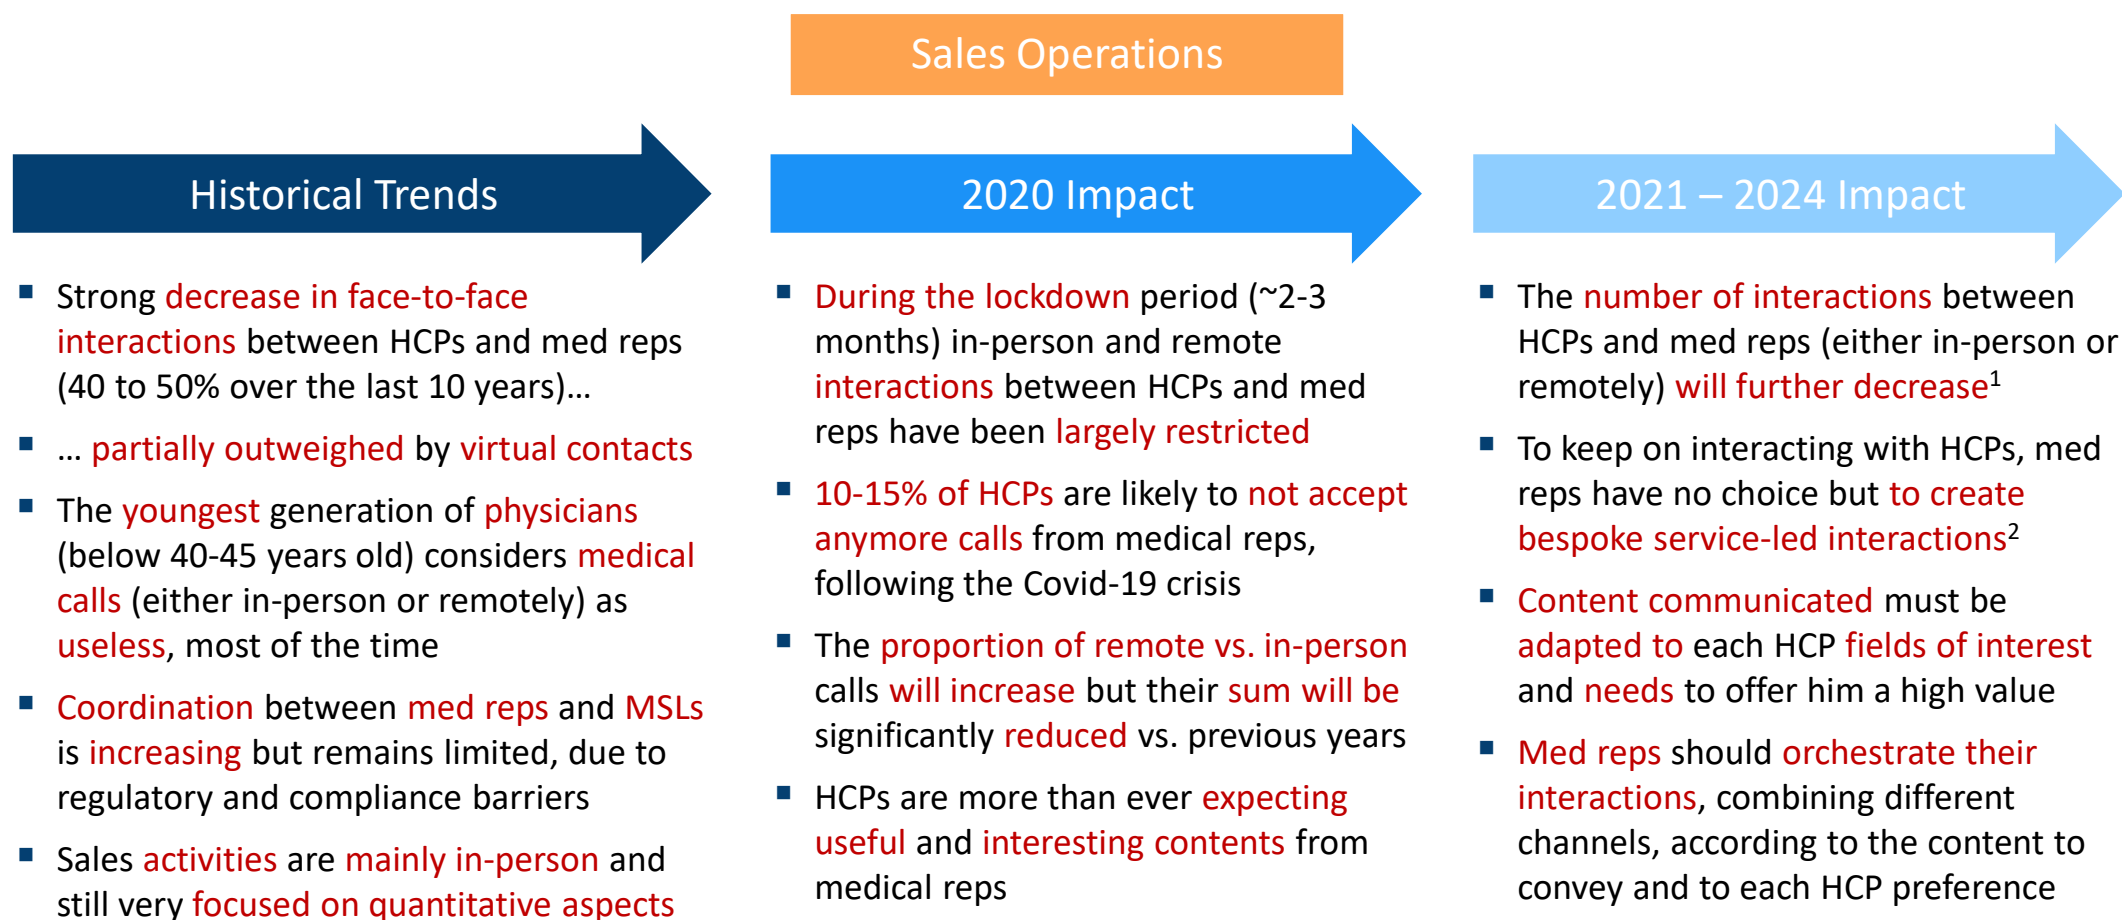 Sales Operations
Historical Trends
▪ Strong decrease in face-to-face
interactions between HCPs and med reps
(40 to 50% over the last 10 years)…
▪ … partially outweighed by virtual contacts
▪ The youngest generation of physicians
(below 40-45 years old) considers medical
calls (either in-person or remotely) as
useless, most of the time
▪ Coordination between med reps and MSLs
is increasing but remains limited, due to
regulatory and compliance barriers
▪ Sales activities are mainly in-person and
still very focused on quantitative aspects
2020 Impact
▪ During the lockdown period (~2-3
months) in-person and remote
interactions between HCPs and med
reps have been largely restricted
▪ 10-15% of HCPs are likely to not accept
anymore calls from medical reps,
following the Covid-19 crisis
▪ The proportion of remote vs. in-person
calls will increase but their sum will be
significantly reduced vs. previous years
▪ HCPs are more than ever expecting
useful and interesting contents from
medical reps
2021 – 2024 Impact
▪ The number of interactions between
HCPs and med reps (either in-person or
remotely) will further decrease¹
▪ To keep on interacting with HCPs, med
reps have no choice but to create
bespoke service-led interactions²
▪ Content communicated must be
adapted to each HCP fields of interest
and needs to offer him a high value
▪ Med reps should orchestrate their
interactions, combining different
channels, according to the content to
convey and to each HCP preference